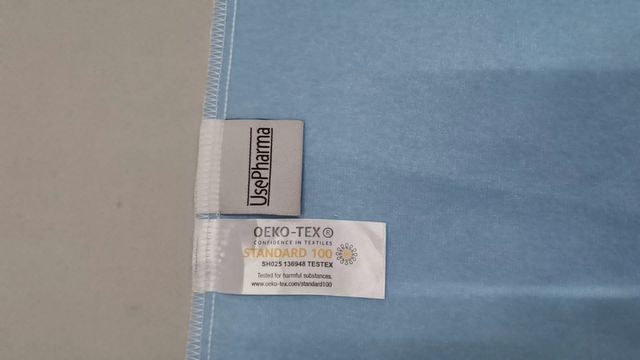 UsePharma
OEKO-TEX®
CONFIDENCE IN TEXTILES
STANDARD 100
SH025 136948 TESTEX
Tested for harmful substances.
www.oeko-tex.com/standard100